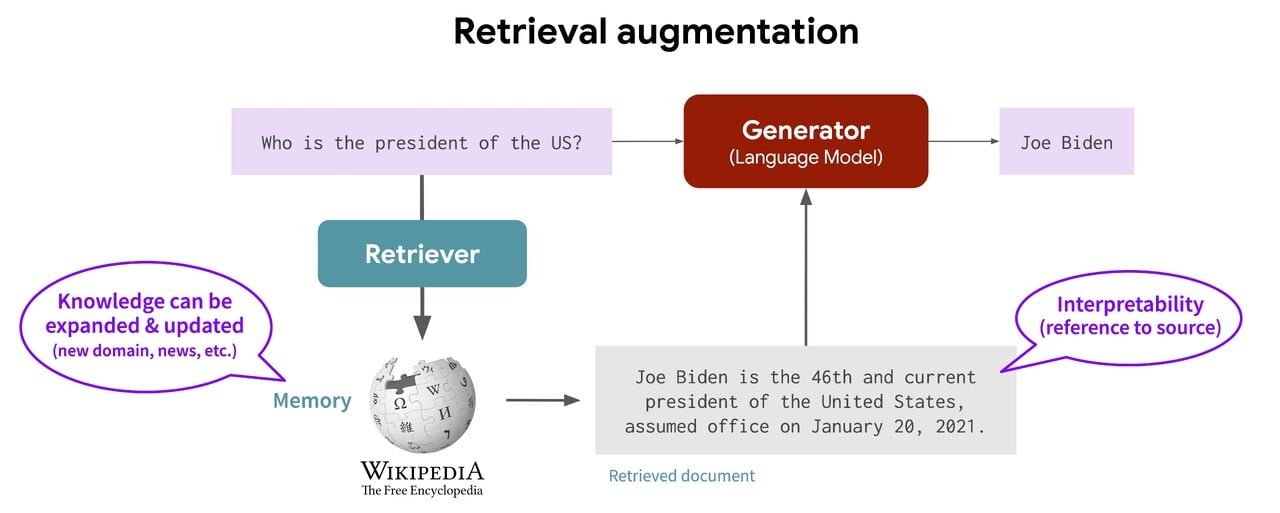 Retrieval augmentation
Who is the president of the US?
Generator
(Language Model)
Joe Biden
Retriever
Knowledge can be
expanded & updated
(new domain, news, etc.)
Memory
Ω
W
И
維
7
WIKIPEDIA
The Free Encyclopedia
Joe Biden is the 46th and current
president of the United States,
assumed office on January 20, 2021.
Retrieved document
Interpretability
(reference to source)